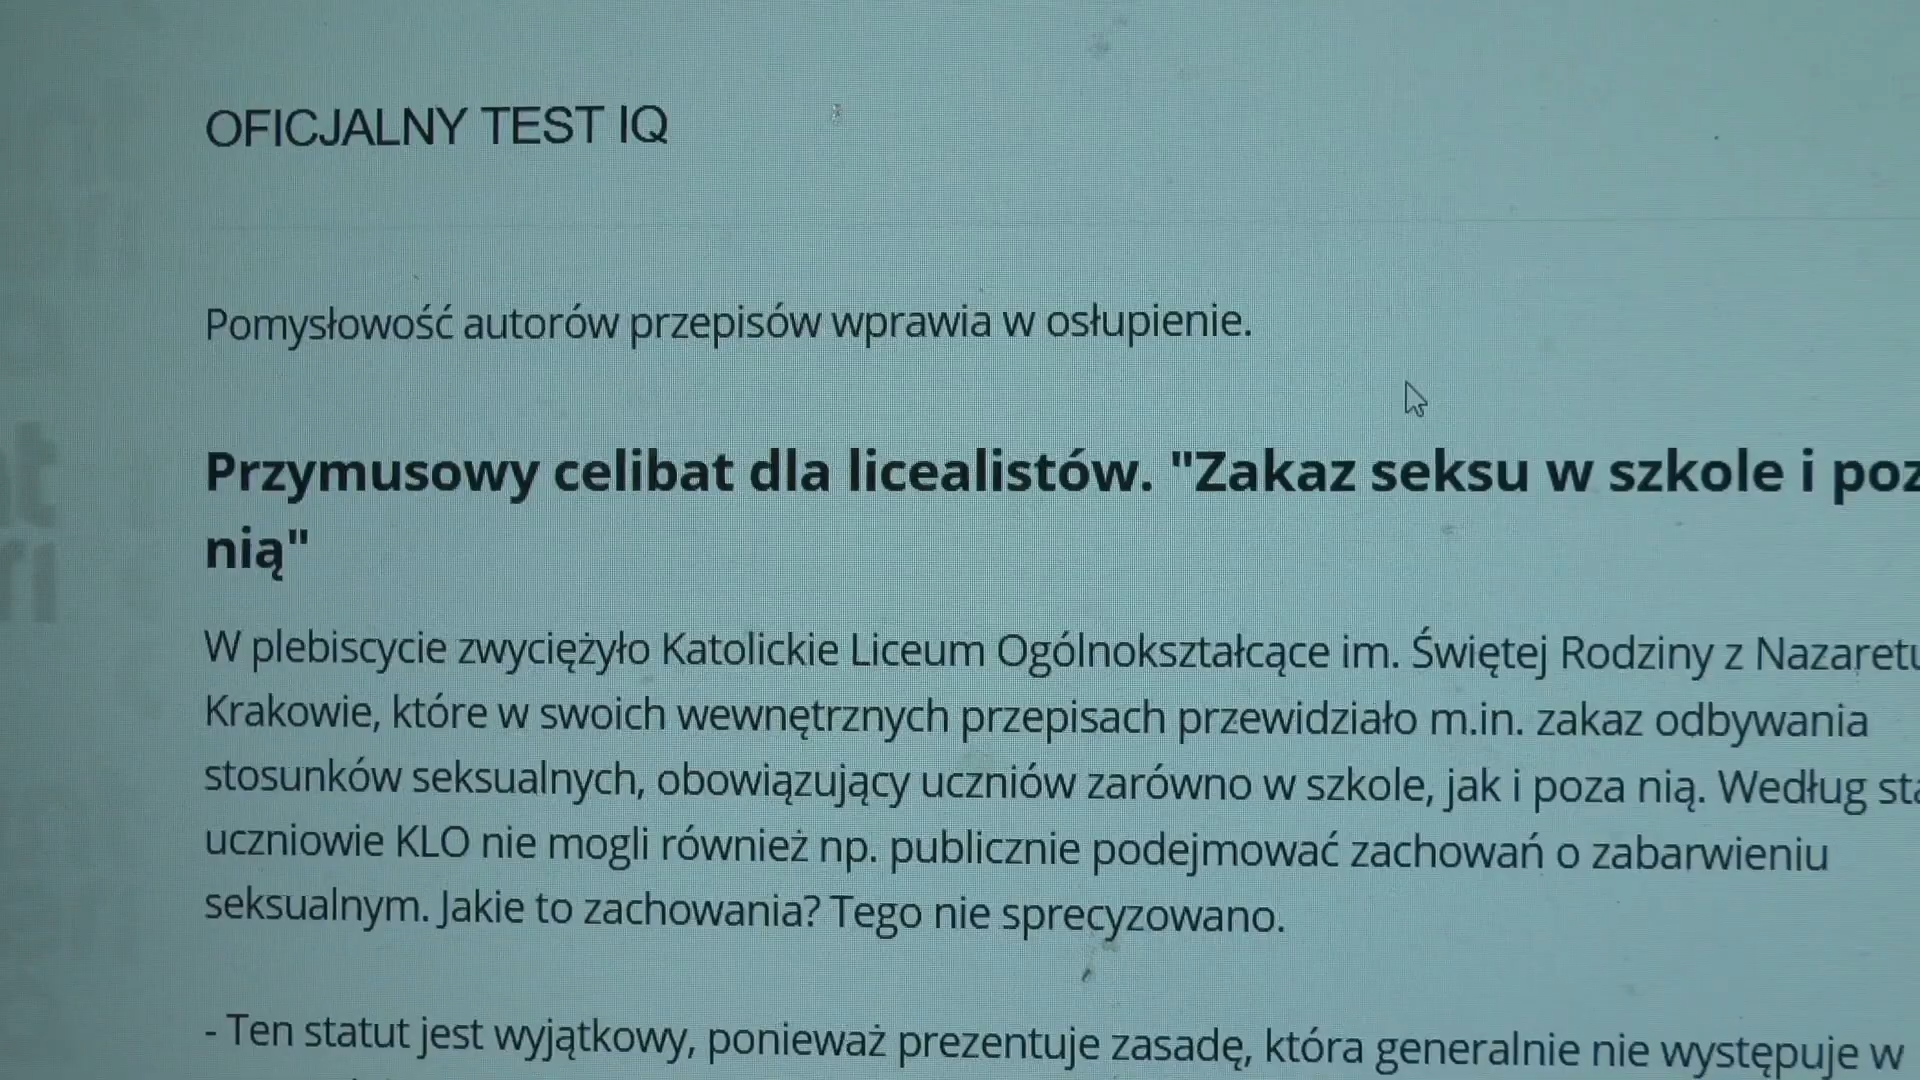 OFICJALNY TEST IQ
Pomysłowość autorów przepisów wprawia w osłupienie.
Przymusowy celibat dla licealistów. "Zakaz seksu w szkole i poz
nią"
W plebiscycie zwyciężyło Katolickie Liceum Ogólnokształcące im. Świętej Rodziny z Nazaretu
Krakowie, które w swoich wewnętrznych przepisach przewidziało m.in. zakaz odbywania
stosunków seksualnych, obowiązujący uczniów zarówno w szkole, jak i poza nią. Według sta
uczniowie KLO nie mogli również np. publicznie podejmować zachowań o zabarwieniu
seksualnym. Jakie to zachowania? Tego nie sprecyzowano.
- Ten statut jest wyjątkowy, ponieważ prezentuje zasadę, która generalnie nie występuje w